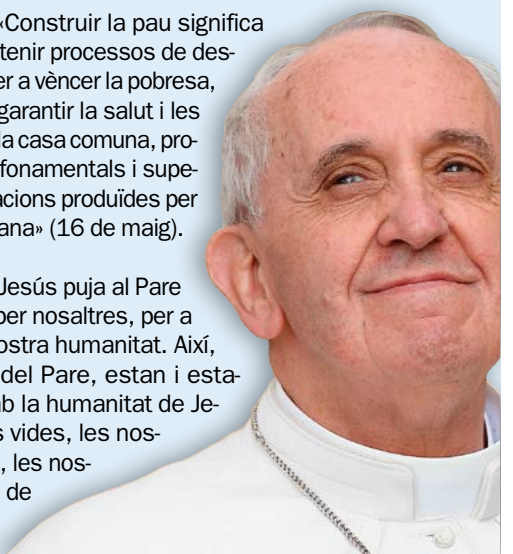 «Construir la pau significa
tenir processos de des-
er a vèncer la pobresa,
garantir la salut i les
la casa comuna, pro-
fonamentals i supe-
acions produïdes per
ana» (16 de maig).
Jesús puja al Pare
per nosaltres, per a
ostra humanitat. Així,
del Pare, estan i esta-
b la humanitat de Je-
s vides, les nos-
, les nos-
de